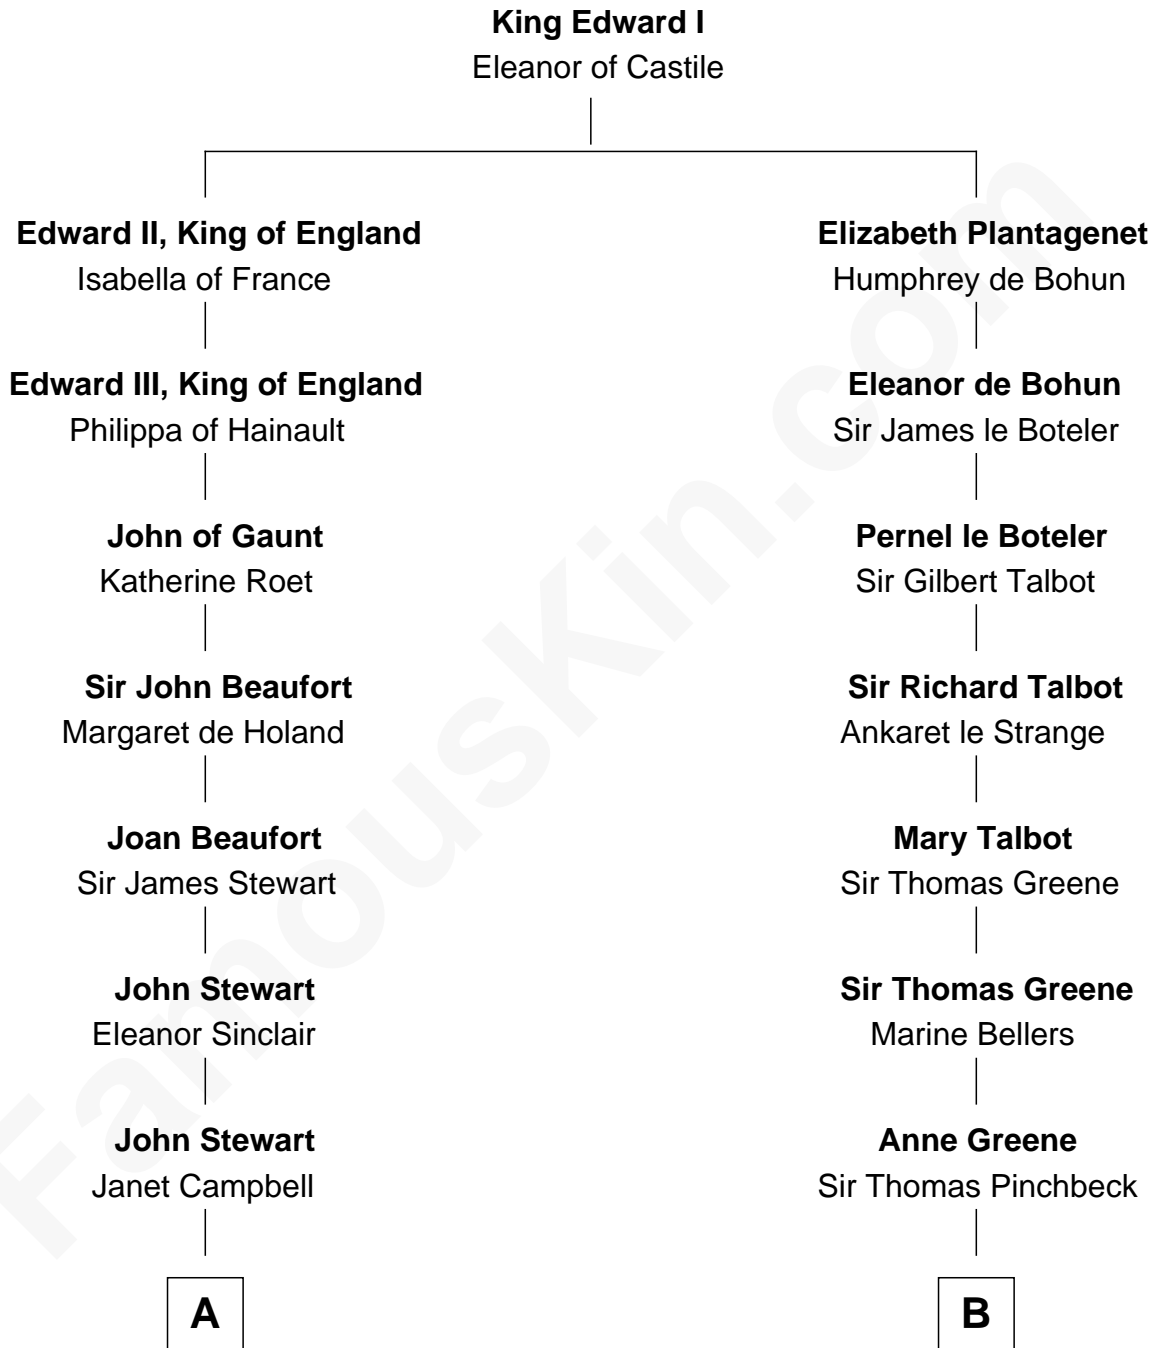 King Edward I
Eleanor of Castile
Edward II, King of England
Isabella of France
Elizabeth Plantagenet
Humphrey de Bohun
Edward III, King of England
Philippa of Hainault
Eleanor de Bohun
Sir James le Boteler
John of Gaunt
Katherine Roet
Pernel le Boteler
Sir Gilbert Talbot
Sir John Beaufort
Margaret de Holand
Sir Richard Talbot
Ankaret le Strange
Joan Beaufort
Sir James Stewart
Mary Talbot
Sir Thomas Greene
John Stewart
Eleanor Sinclair
Sir Thomas Greene
Marine Bellers
John Stewart
Janet Campbell
Anne Greene
Sir Thomas Pinchbeck
A
B
FamousKin.com